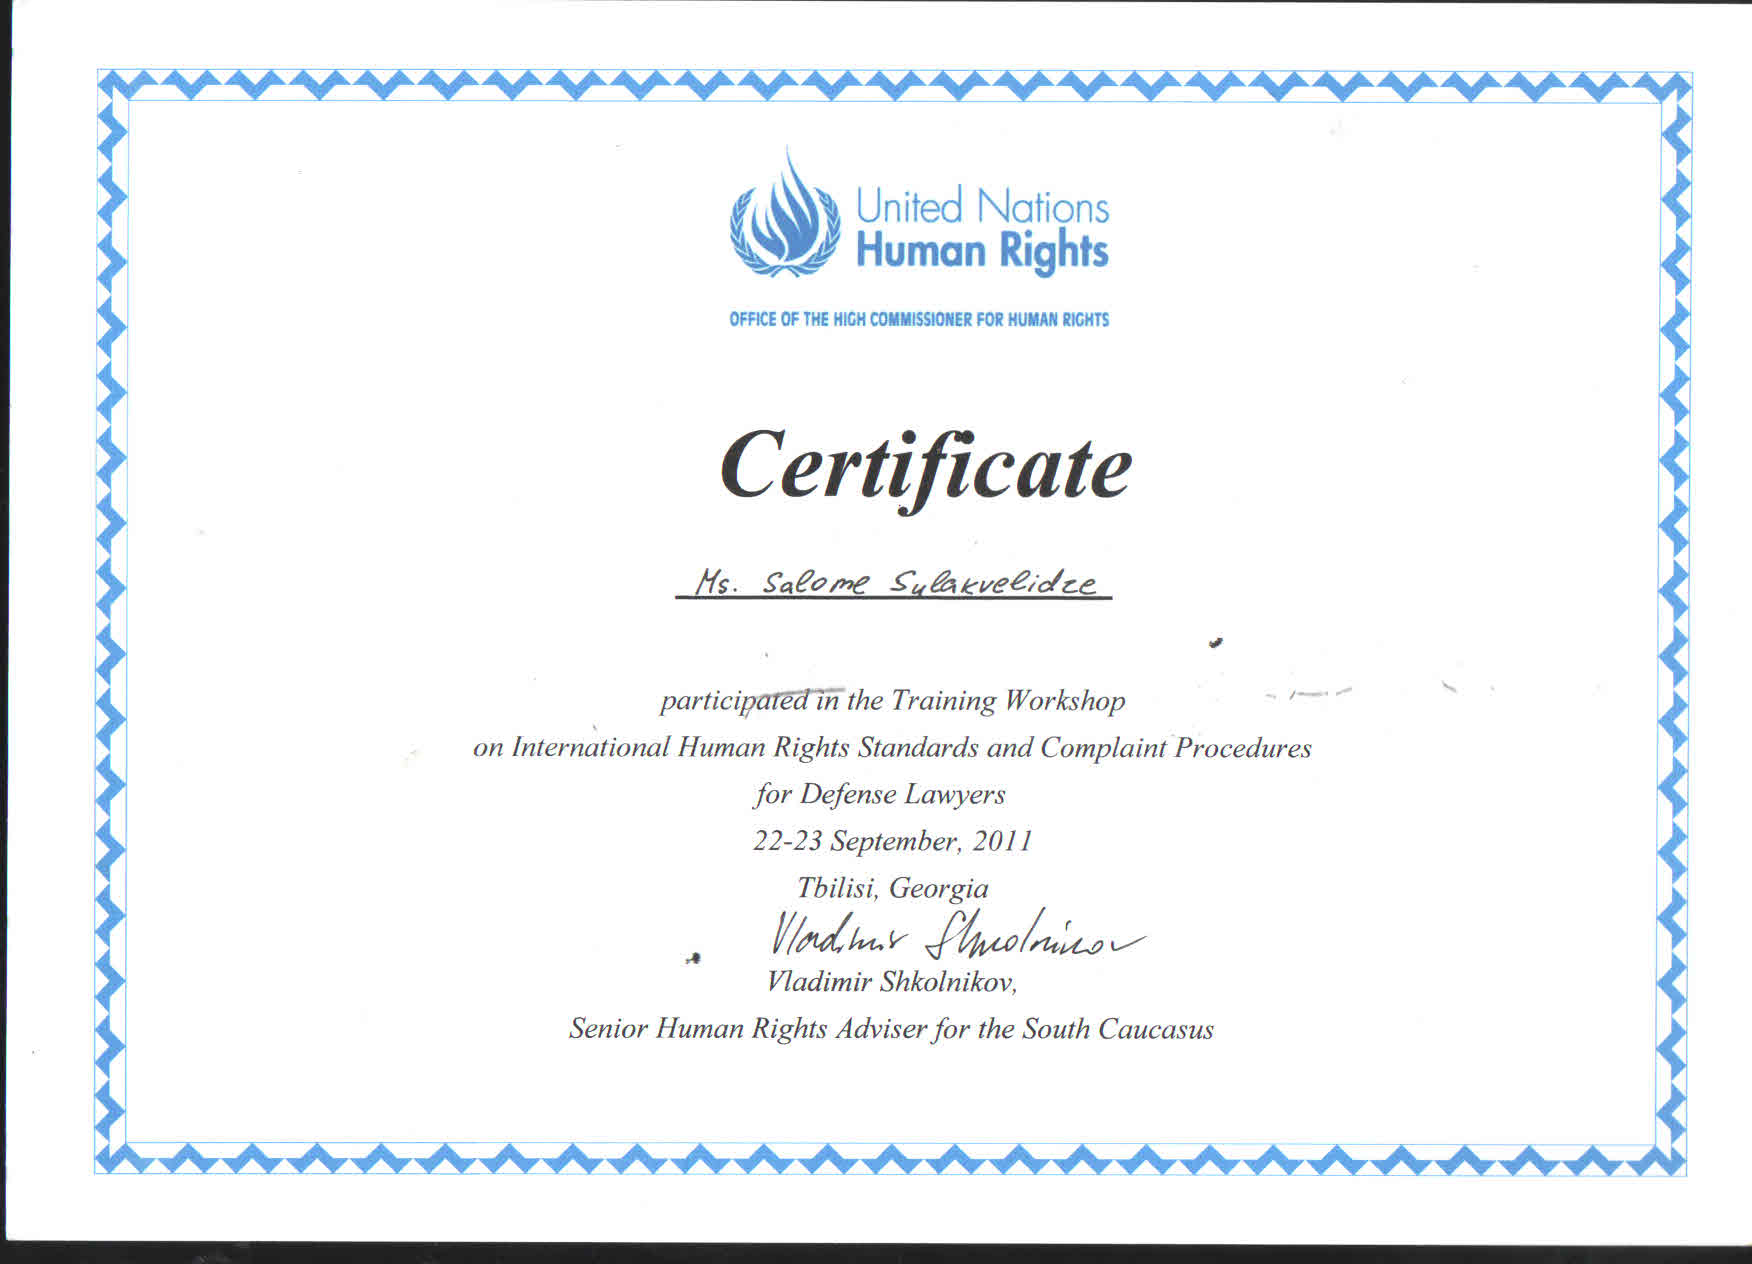 United Nations
Human Rights
OFFICE OF THE HIGH COMMISSIONER FOR HUMAN RIGHTS
Certificate
Ms. Salome Sulakvelidze
participated in the Training Workshop
on International Human Rights Standards and Complaint Procedures
for Defense Lawyers
22-23 September, 2011
Tbilisi, Georgia
Vladimir Shkolnikov
Vladimir Shkolnikov,
Senior Human Rights Adviser for the South Caucasus